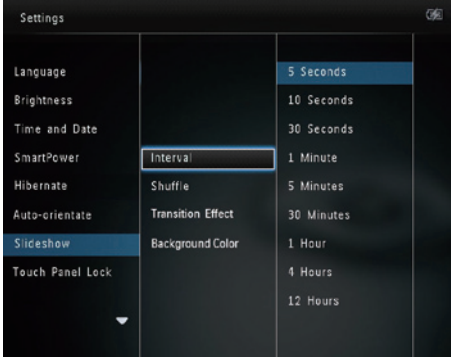 Settings
Language
Brightness
Time and Date
SmartPower
Hibernate
Auto-orientate
Slideshow
Touch Panel Lock
Interval
Shuffle
Transition Effect
Background Color
5 Seconds
10 Seconds
30 Seconds
1 Minute
5 Minutes
30 Minutes
1 Hour
4 Hours
12 Hours